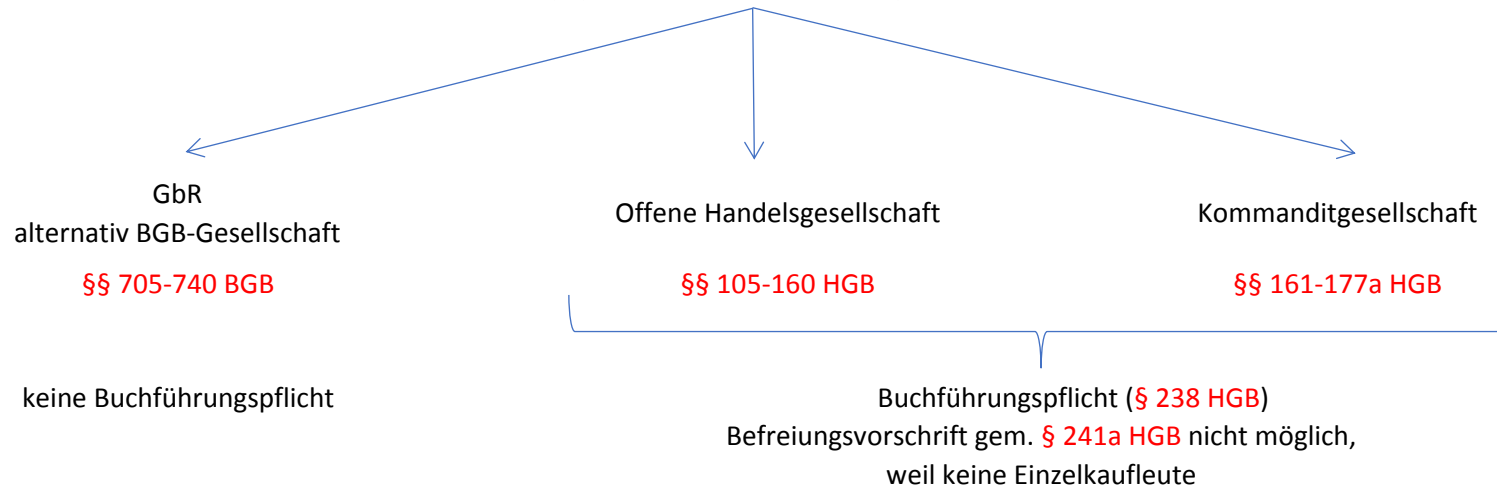 GbR
alternativ BGB-Gesellschaft
§§ 705-740 BGB
Offene Handelsgesellschaft
§§ 105-160 HGB
Kommanditgesellschaft
§§ 161-177a HGB
keine Buchführungspflicht
Buchführungspflicht (§ 238 HGB)
Befreiungsvorschrift gem. § 241a HGB nicht möglich,
weil keine Einzelkaufleute